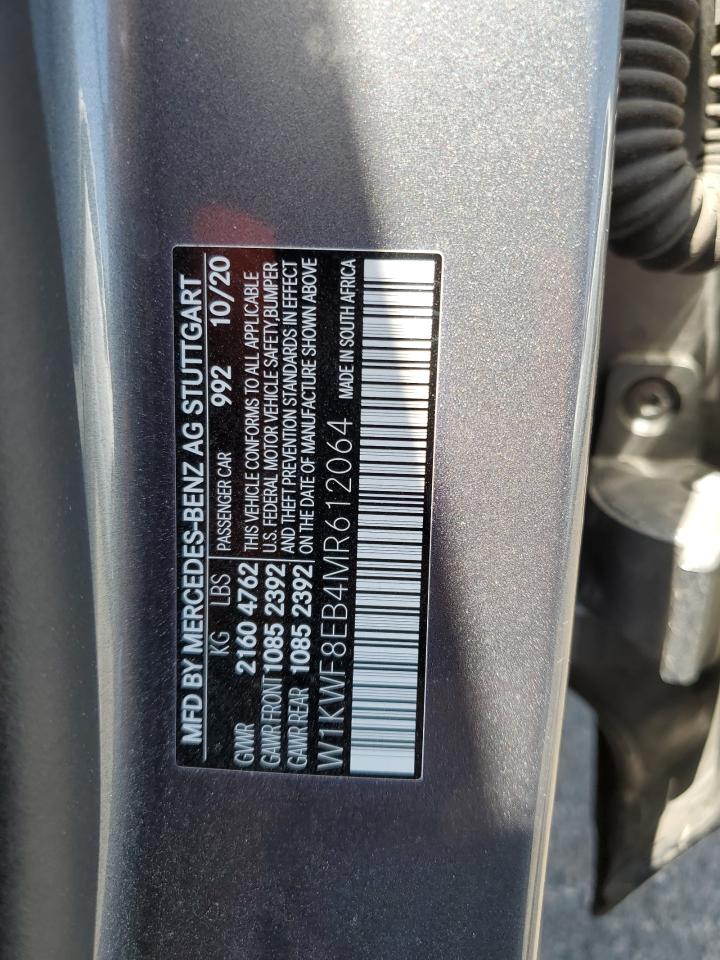 MFD BY MERCEDES-BENZ AG STUTTGART
KG LBS PASSENGER CAR 992 10/20
GWR 2160 4762 THIS VEHICLE CONFORMS TO ALL APPLICABLE
U.S. FEDERAL MOTOR VEHICLE SAFETY, BUMPER
GAWR FRONT 1085 2392 AND THEFT PREVENTION STANDARDS IN EFFECT
GAWR REAR 1085 2392 ON THE DATE OF MANUFACTURE SHOWN ABOVE
W1KWF8EB4MR612064 MADE IN SOUTH AFRICA